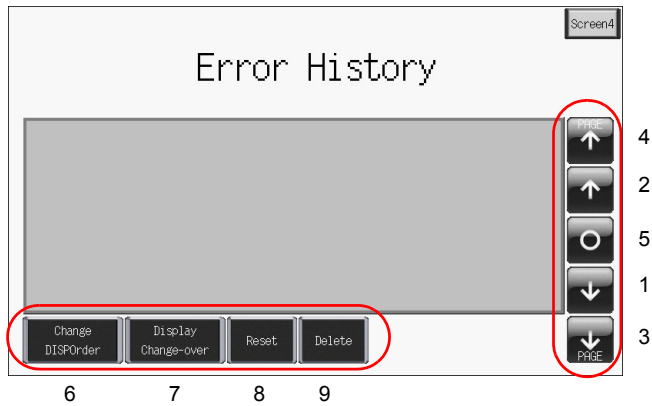 Screen4
Error History
PAGE
4
2
5
1
PAGE
3
Change
DISPOrder
Display
Change-over
Reset
Delete
6
7
8
9